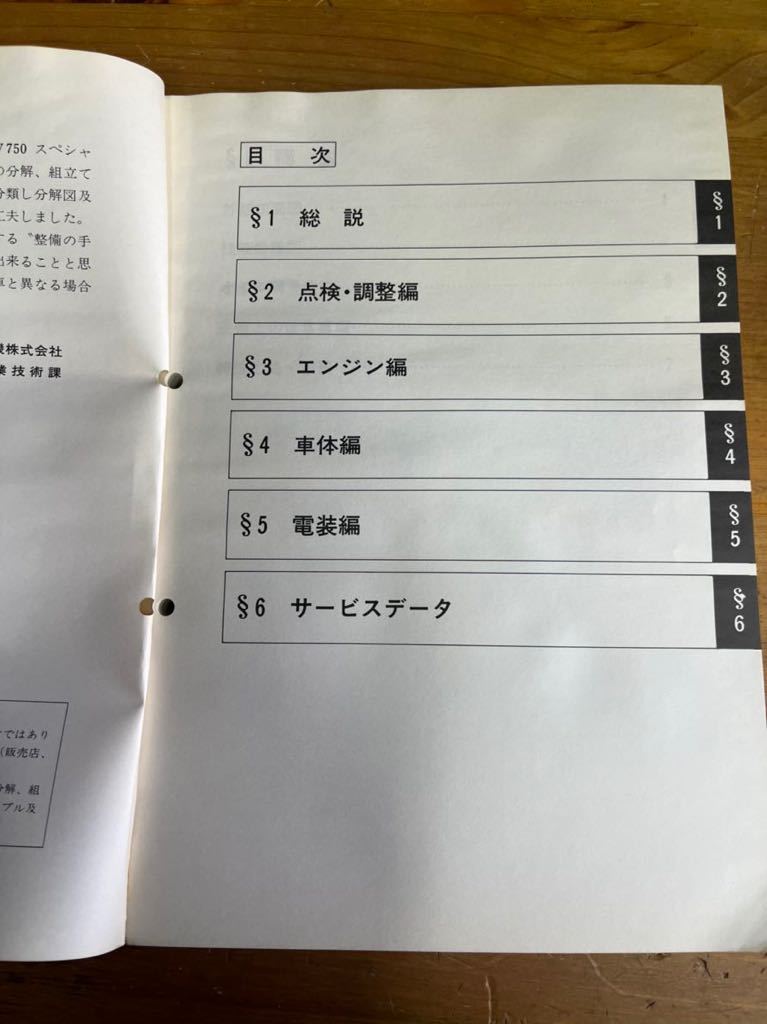 750 スペシャ
の分解、組立て
分類し分解図及
工夫しました。
する〝整備の手
出来ることと思
車と異なる場合
機株式会社
業技術課
ではあり
(販売店、
分解、組
ブル及
目 次
§1 総 説
§2 点検・調整編
§3 エンジン編
§4 車体編
§5 電装編
§6 サービスデータ
§
1
§
2
§
3
§
4
§
5
§
6